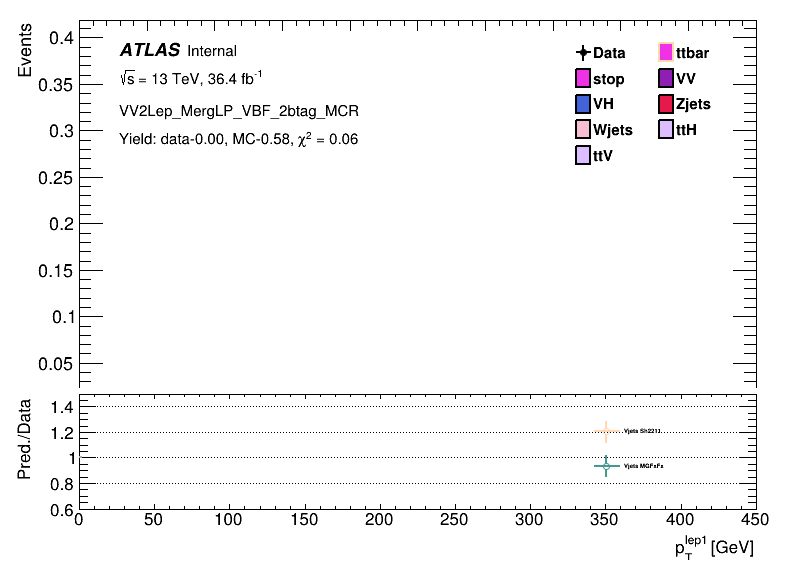 Events
0.4
0.35
0.3
0.25
0.2
0.15
0.1
0.05
ATLAS Internal
√s = 13 TeV, 36.4 fb⁻¹
VV2Lep_MergLP_VBF_2btag_MCR
Yield: data-0.00, MC-0.58, χ² = 0.06
Data ttbar
stop VV
VH Zjets
Wjets ttH
ttV
Pred./Data
1.4
1.2
1
0.8
0.6
Vjets Sh2211
Vjets MGFxFx
0 50 100 150 200 250 300 350 400 450
p_T^lep1 [GeV]